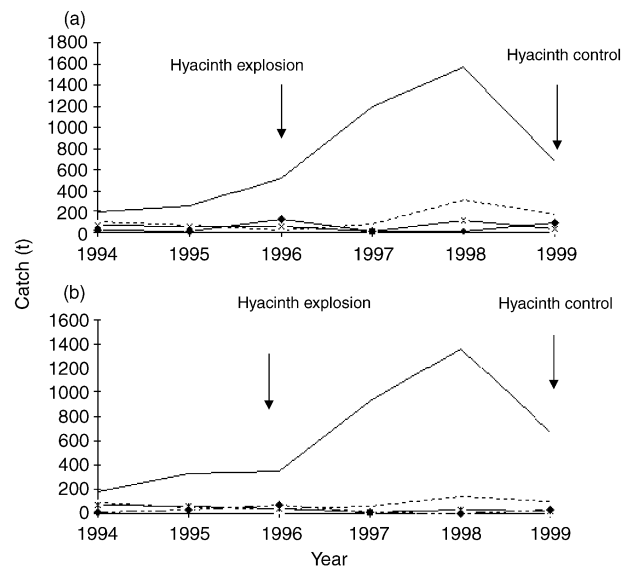 (a)
1800
1600
1400
1200
1000
800
600
400
200
0
Hyacinth explosion
Hyacinth control
1994 1995 1996 1997 1998 1999
Catch (t)
(b)
1600
1400
1200
1000
800
600
400
200
0
Hyacinth explosion
Hyacinth control
1994 1995 1996 1997 1998 1999
Year